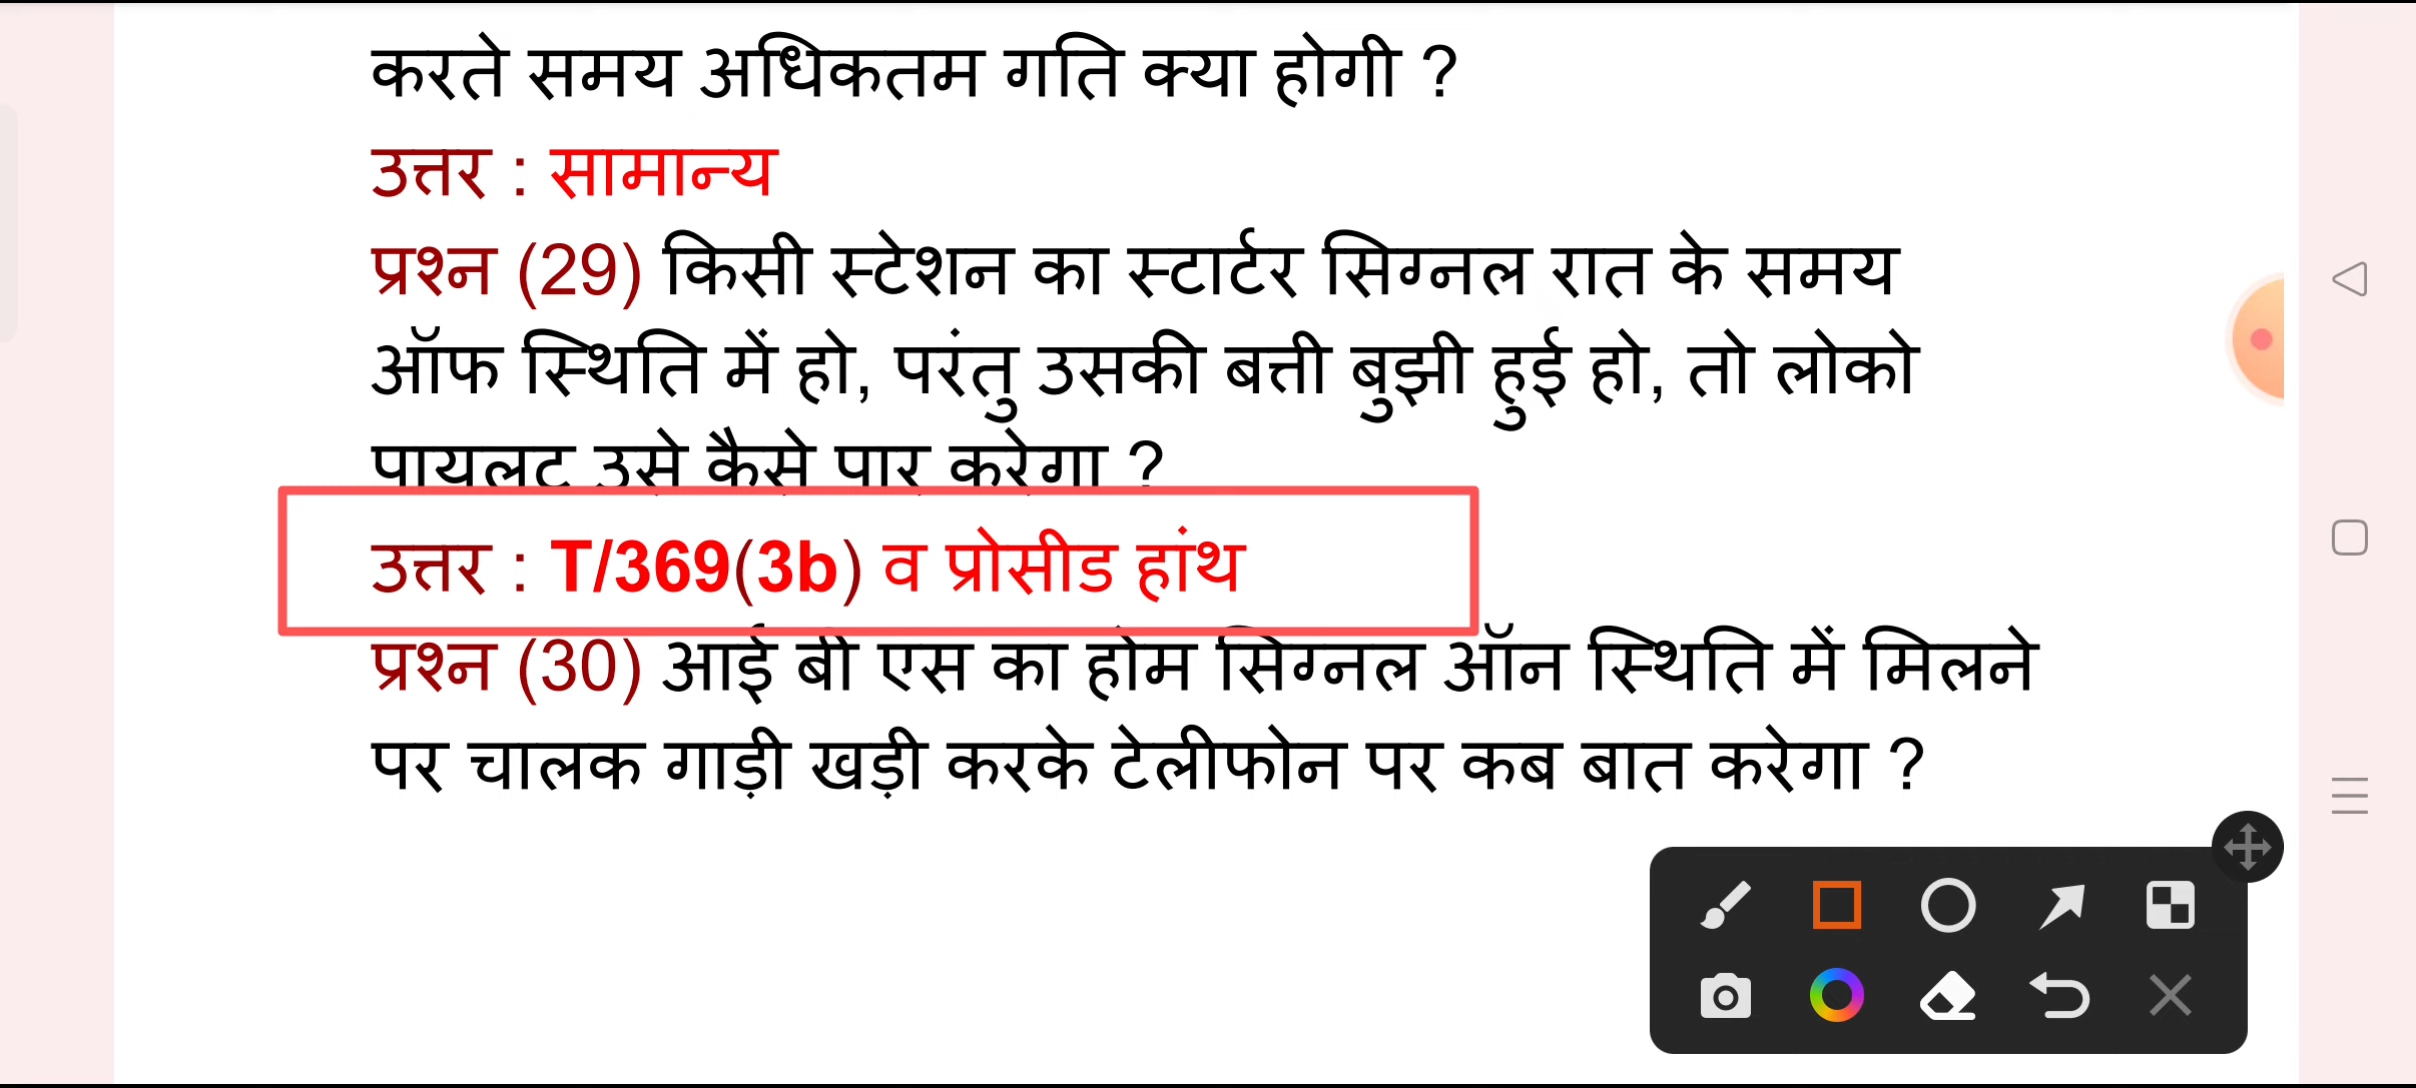 करते समय अधिकतम गति क्या होगी ?
उत्तर : सामान्य
प्रश्न (29) किसी स्टेशन का स्टार्टर सिग्नल रात के समय
ऑफ स्थिति में हो, परंतु उसकी बत्ती बुझी हुई हो, तो लोको
पायलट उसे कैसे पार करेगा ?
उत्तर : T/369(3b) व प्रोसीड हांथ
प्रश्न (30) आई बी एस का होम सिग्नल ऑन स्थिति में मिलने
पर चालक गाड़ी खड़ी करके टेलीफोन पर कब बात करेगा ?